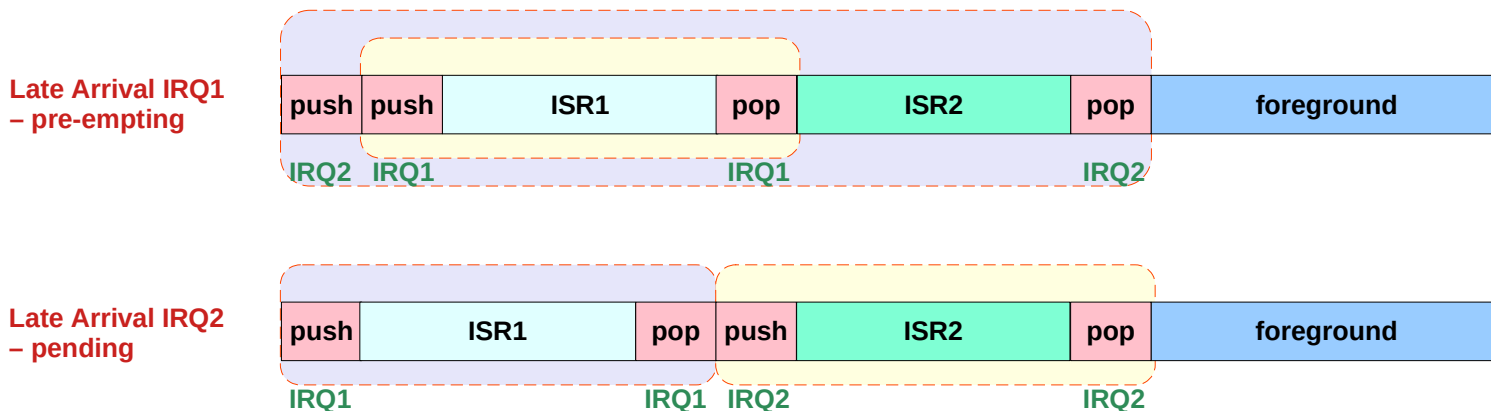 Late Arrival IRQ1
– pre-empting
push push ISR1 pop ISR2 pop foreground
IRQ2 IRQ1 IRQ1 IRQ2
Late Arrival IRQ2
– pending
push ISR1 pop push ISR2 pop foreground
IRQ1 IRQ1 IRQ2 IRQ2